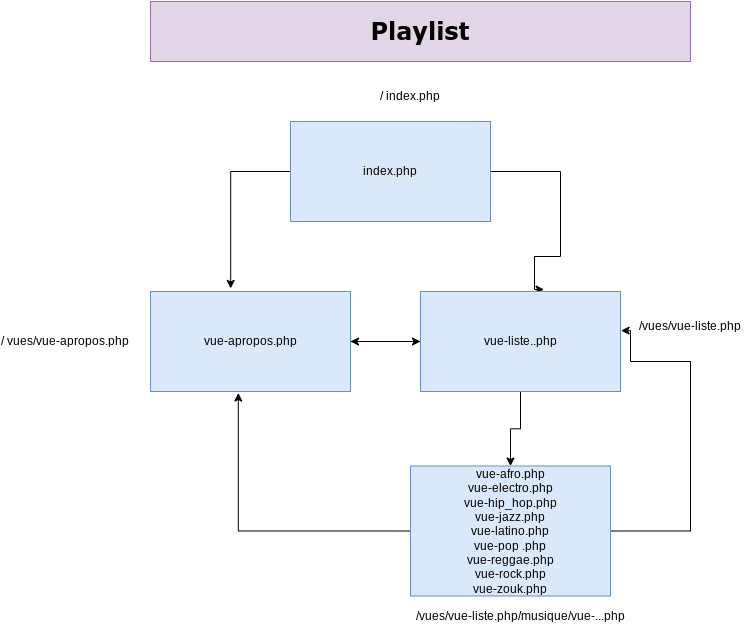 Playlist
/ index.php
index.php
/vues/vue-liste.php
/ vues/vue-apropos.php
vue-apropos.php
vue-liste..php
vue-afro.php
vue-electro.php
vue-hip_hop.php
vue-jazz.php
vue-latino.php
vue-pop .php
vue-reggae.php
vue-rock.php
vue-zouk.php
/vues/vue-liste.php/musique/vue-...php